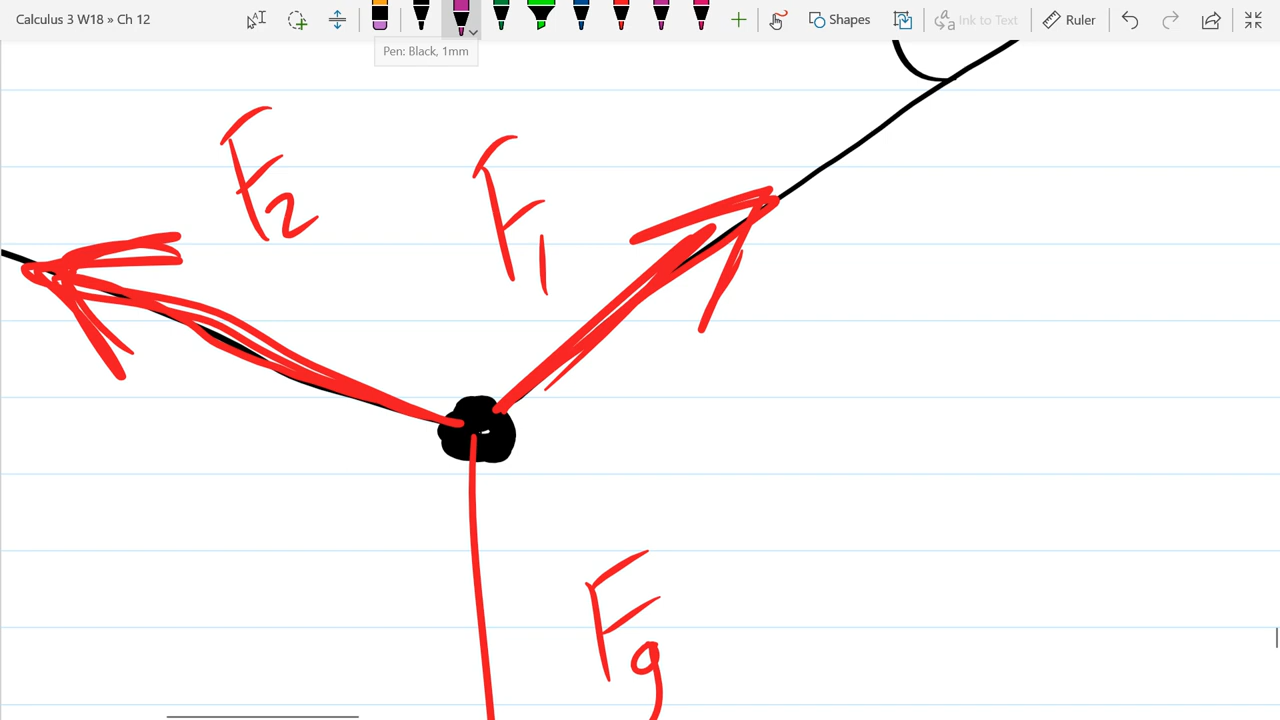 Calculus 3 W18 » Ch 12
Shapes
Ink to Text
Ruler
Pen: Black, 1mm
F2
F1
Fg